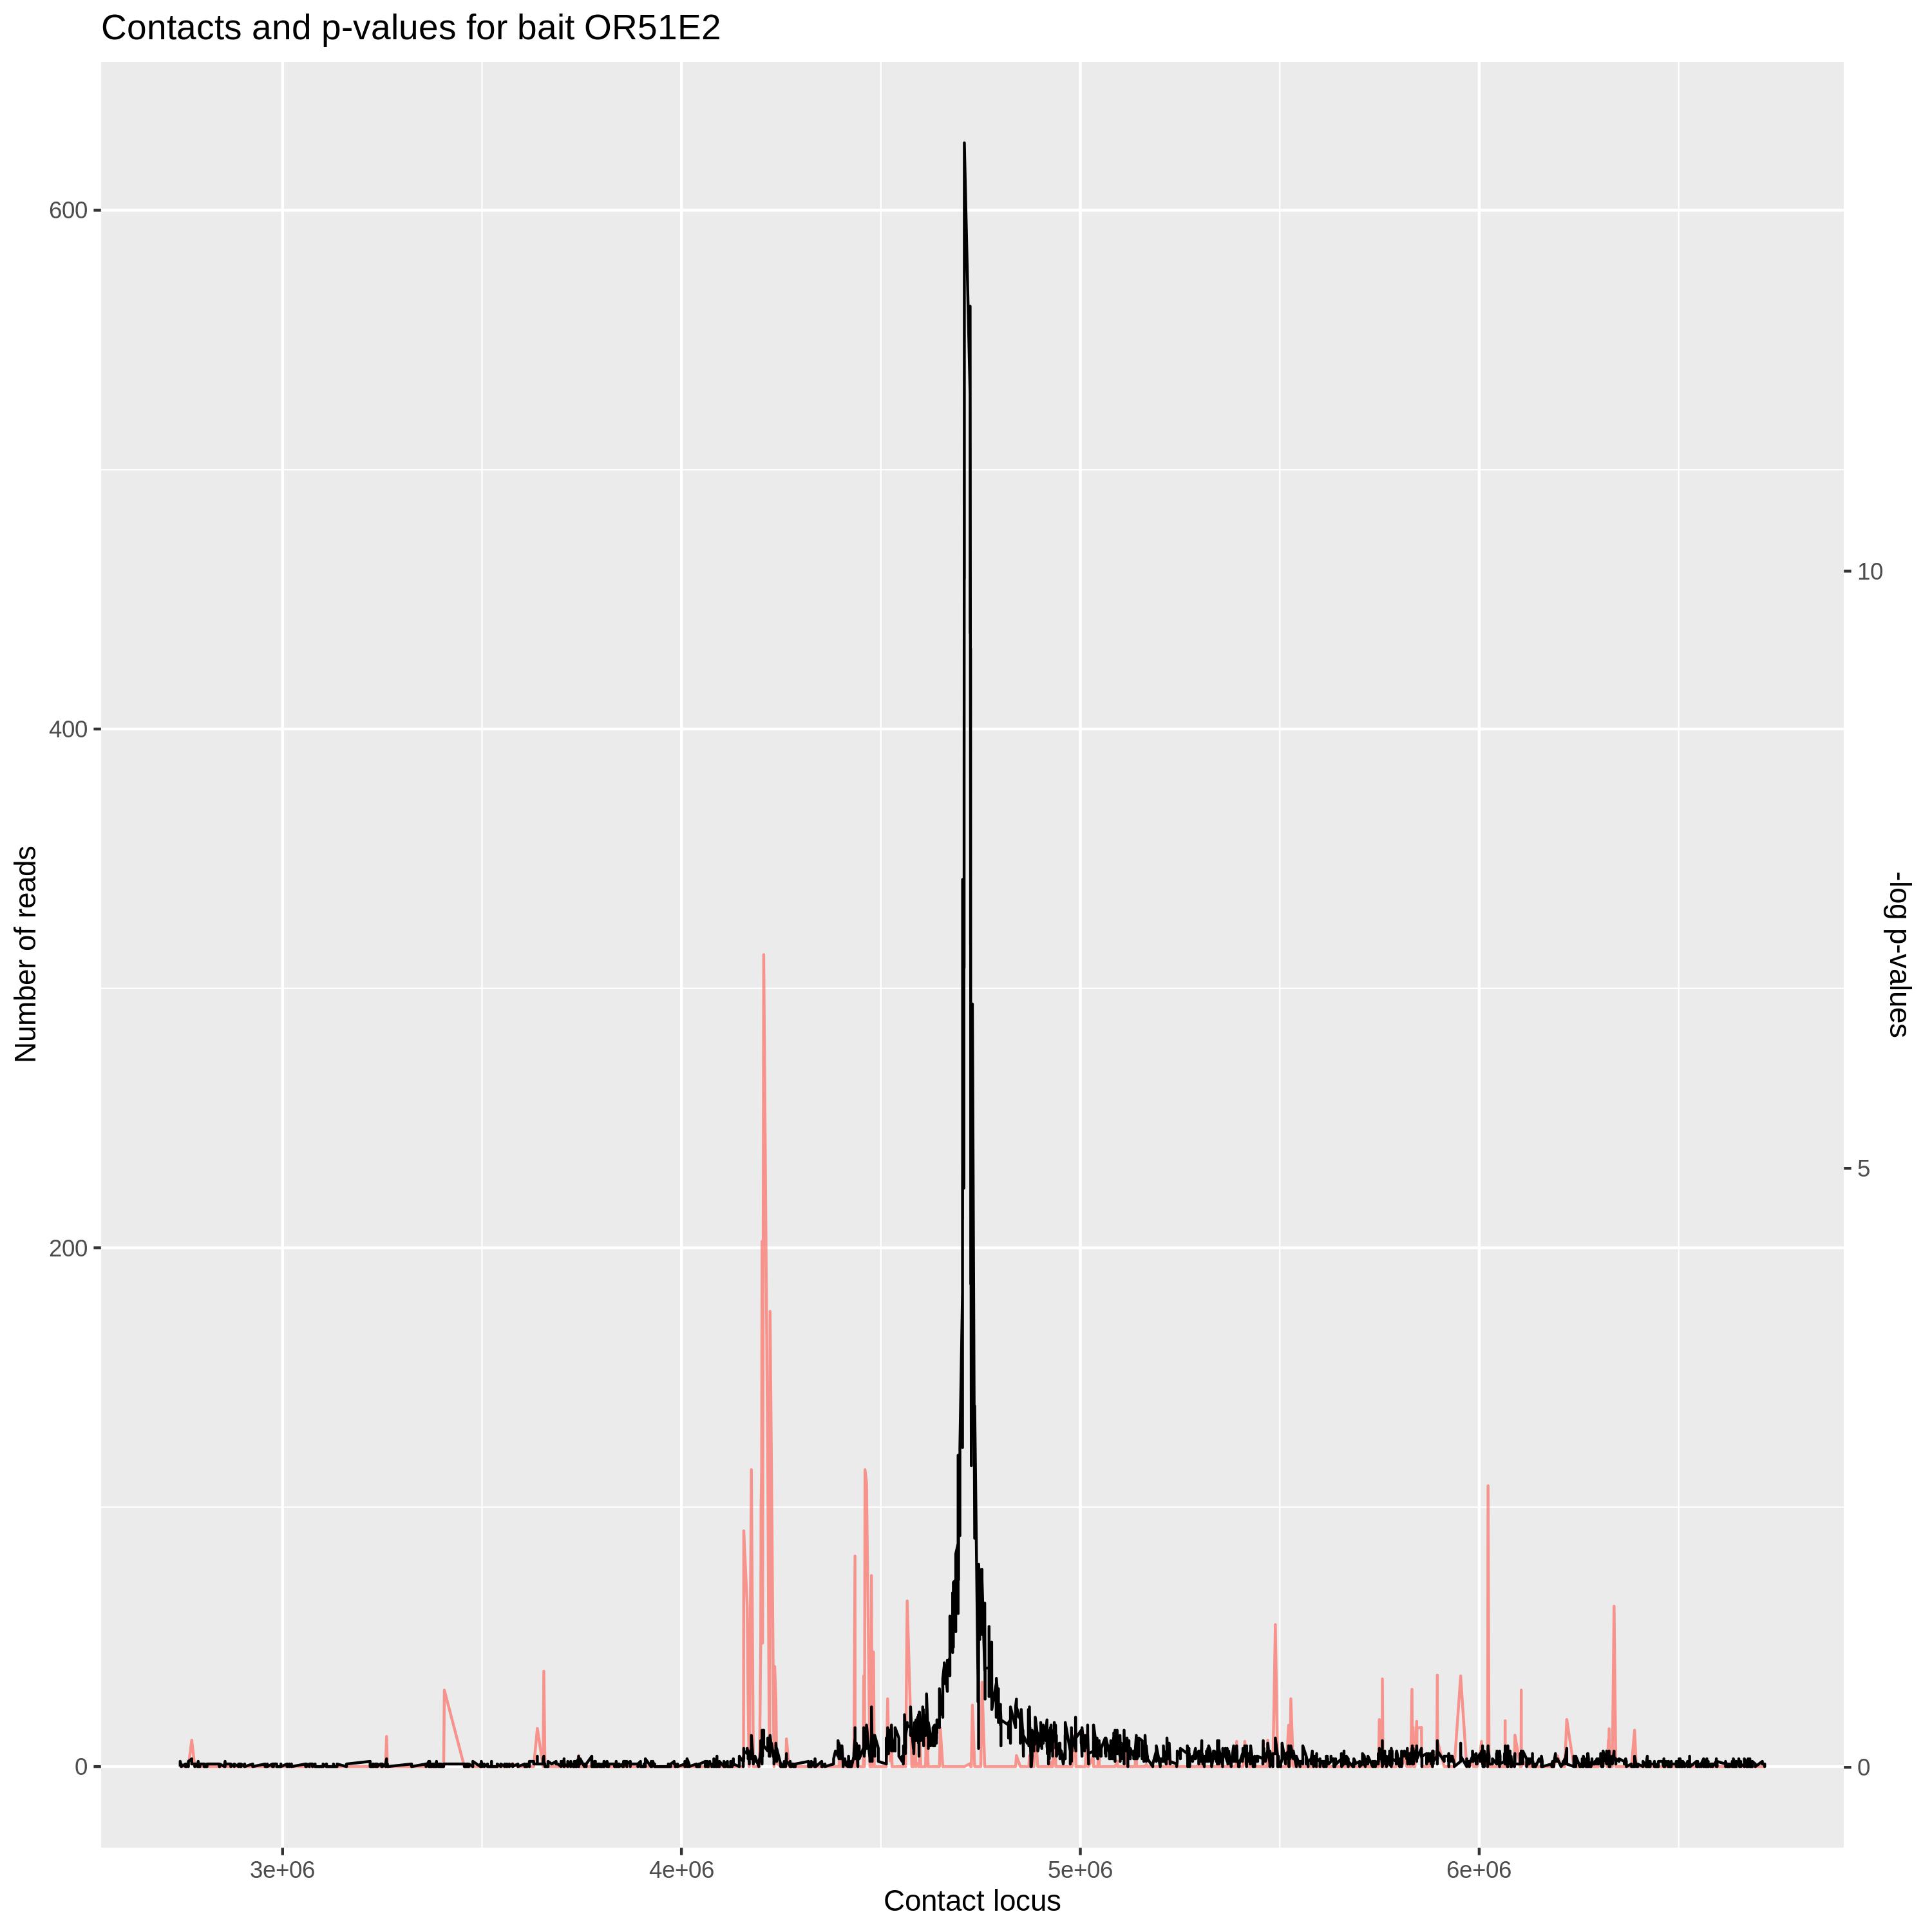 Contacts and p-values for bait OR51E2
600
400
200
0
Number of reads
10
5
0
-log p-values
3e+06
4e+06
5e+06
6e+06
Contact locus